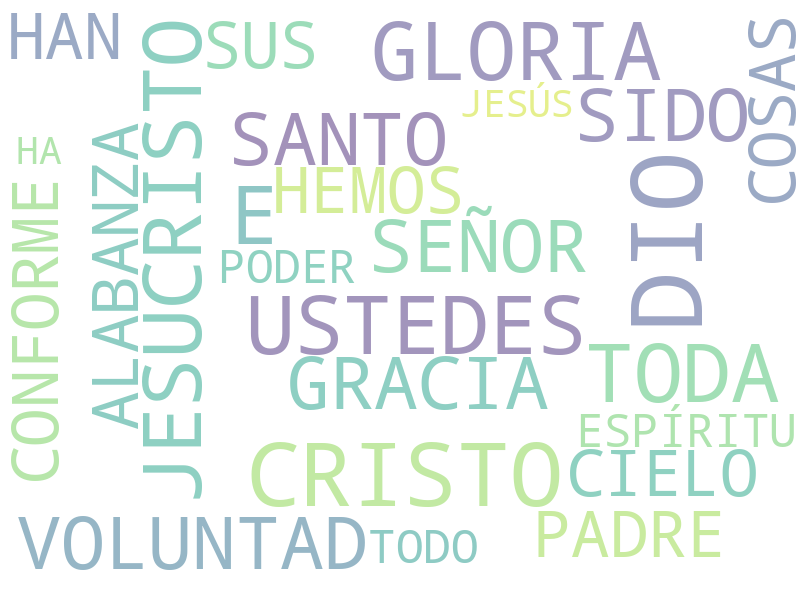 HAN
JESUCRISTO
SUS
GLORIA
COSAS
JESÚS
SIDO
SANTO
HA
ALABANZA
DIO
HEMOS
E
CONFORME
SEÑOR
PODER
USTEDES
TODA
GRACIA
ESPÍRITU
CRISTO
CIELO
PADRE
VOLUNTAD
TODO